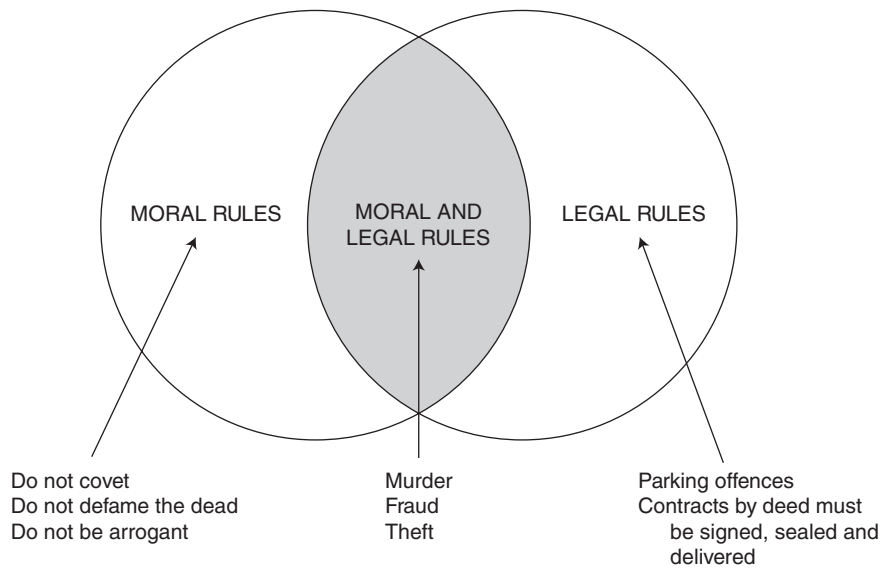 MORAL RULES
MORAL AND
LEGAL RULES
LEGAL RULES
Do not covet
Do not defame the dead
Do not be arrogant
Murder
Fraud
Theft
Parking offences
Contracts by deed must
be signed, sealed and
delivered